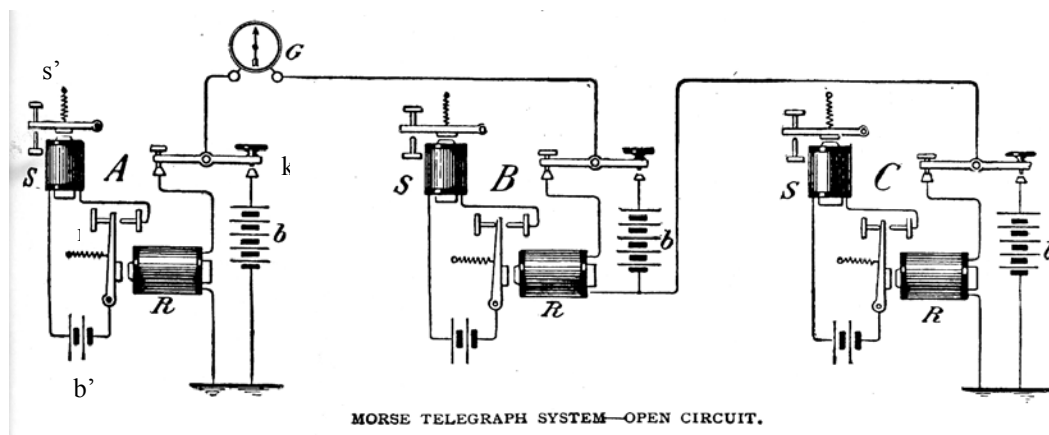 G
s'
S
A
k
l
b
R
b'
S
B
b
R
S
C
b
R
MORSE TELEGRAPH SYSTEM—OPEN CIRCUIT.